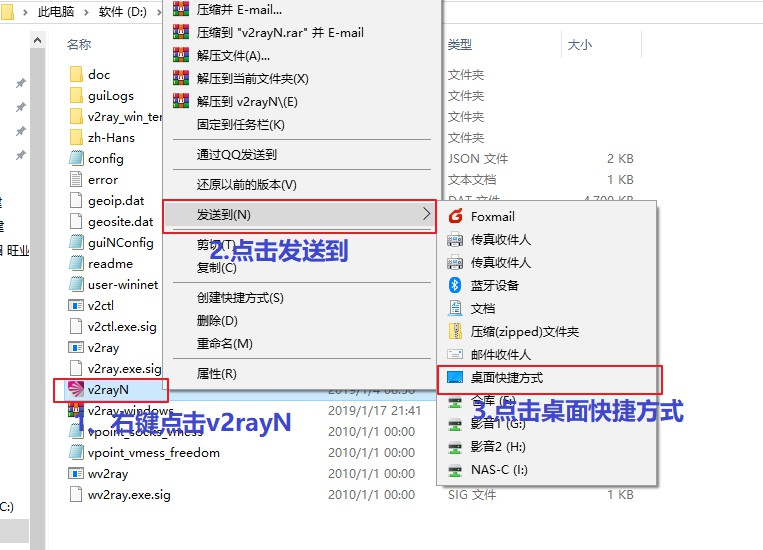 此电脑 › 软件 (D:) ›
名称
类型
大小
doc
guiLogs
v2ray_win_ter
zh-Hans
config
error
geoip.dat
geosite.dat
guiNConfig
readme
user-wininet
v2ctl
v2ctl.exe.sig
v2ray
v2ray.exe.sig
v2rayN
v2ray-windows
vpoint_socks_vmess
vpoint_vmess_freedom
wv2ray
wv2ray.exe.sig
压缩并 E-mail...
压缩到 "v2rayN.rar" 并 E-mail
解压文件(A)...
解压到当前文件夹(X)
解压到 v2rayN\(E)
固定到任务栏(K)
通过QQ发送到
还原以前的版本(V)
发送到(N)
剪切(T)
复制(C)
创建快捷方式(S)
删除(D)
重命名(M)
属性(R)
文件夹
文件夹
文件夹
文件夹
JSON 文件 2 KB
文本文档 1 KB
DAT 文件 4,700 KB
Foxmail
传真收件人
传真收件人
蓝牙设备
文档
压缩(zipped)文件夹
邮件收件人
桌面快捷方式
仓库 (F:)
影音1 (G:)
影音2 (H:)
NAS-C (I:)
2019/1/17 21:41
2010/1/1 00:00
2010/1/1 00:00
2010/1/1 00:00
2010/1/1 00:00 SIG 文件 1 KB
1、右键点击v2rayN
2.点击发送到
3.点击桌面快捷方式
旺业
C:)